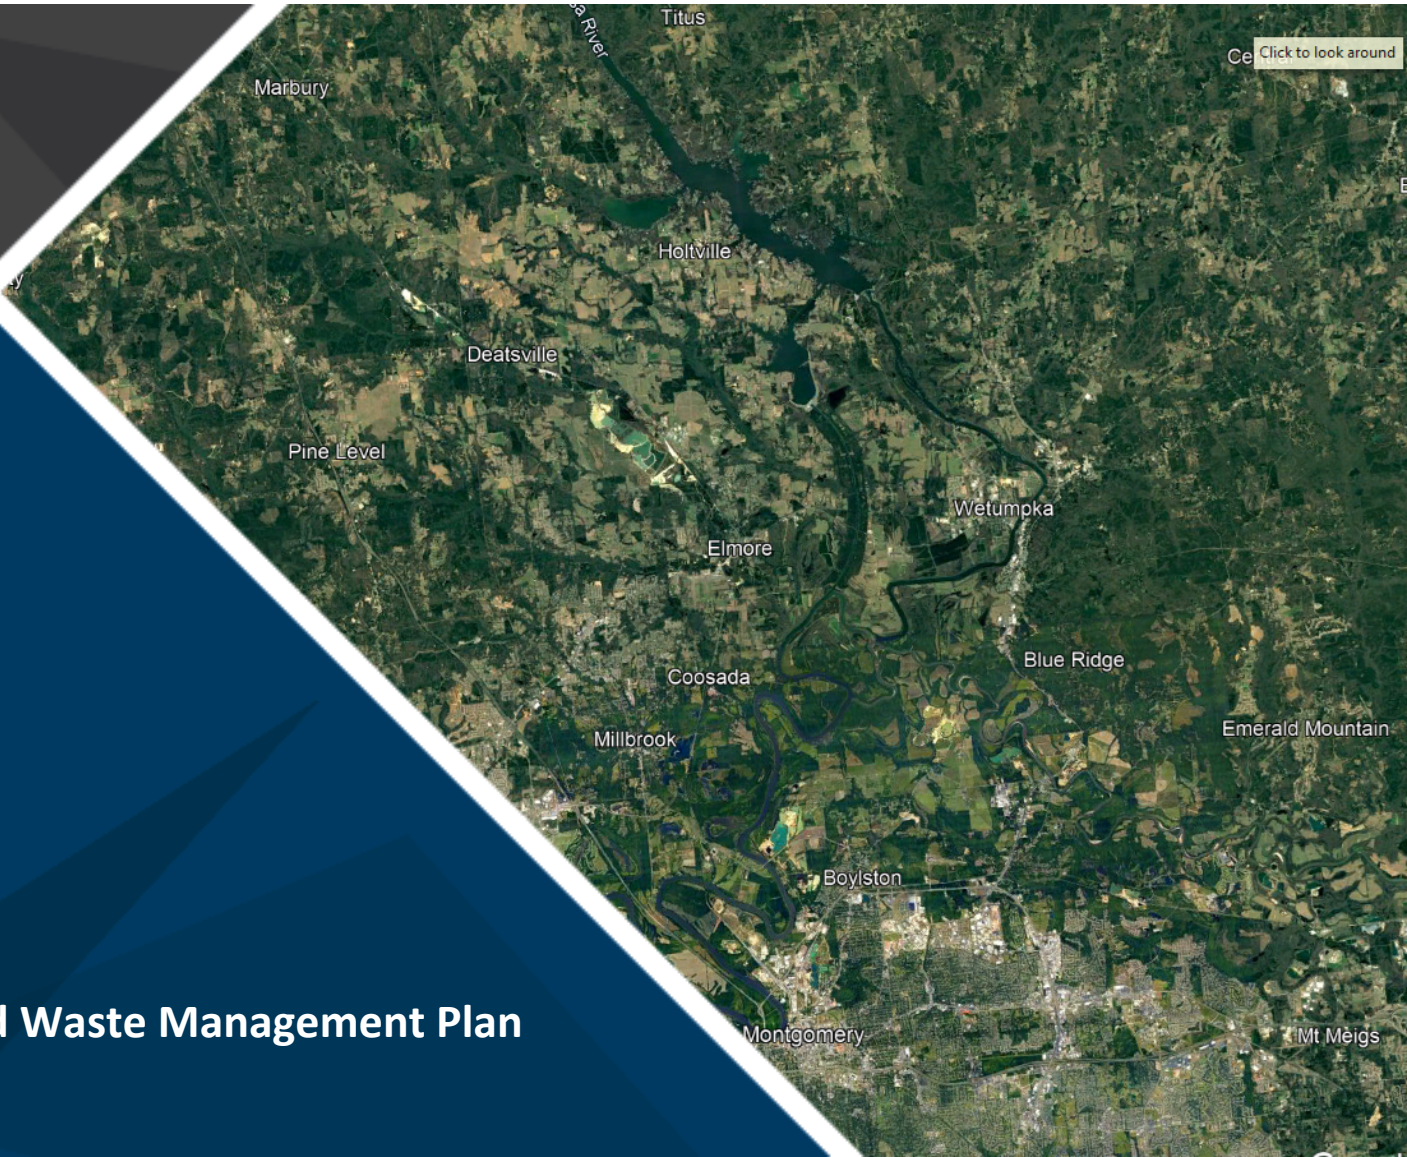 Titus
River
Click to look around
Marbury
Holtville
Deatsville
Pine Level
Wetumpka
Elmore
Blue Ridge
Coosada
Emerald Mountain
Millbrook
Boylston
Waste Management Plan
Montgomery
Mt Meigs